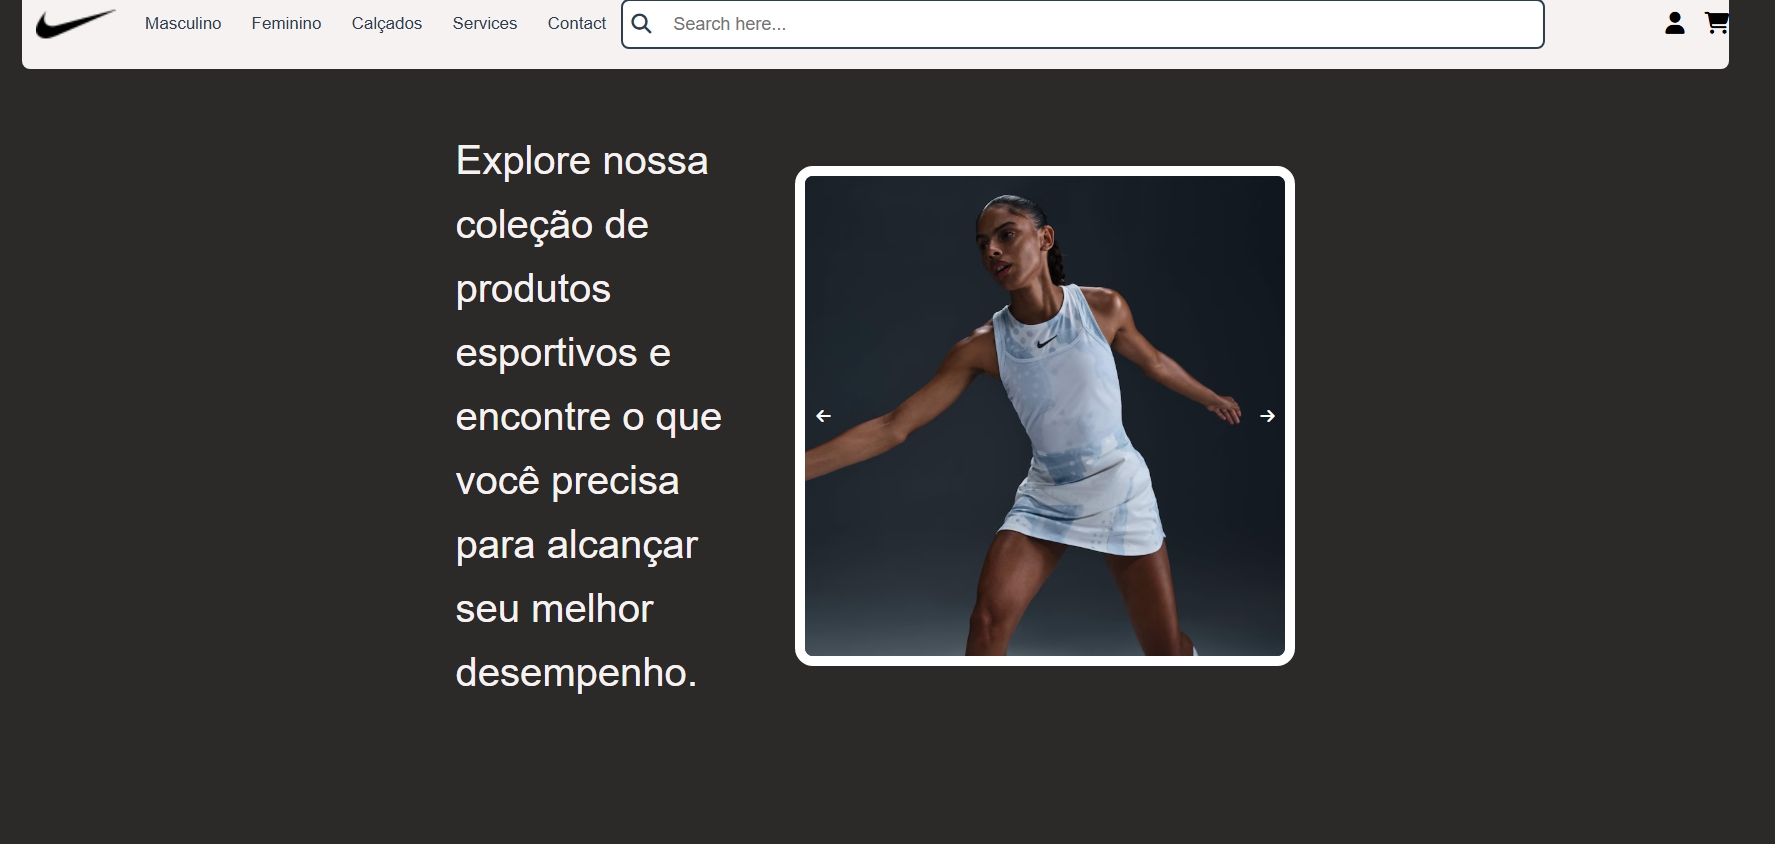 Masculino Feminino Calçados Services Contact Search here...
Explore nossa
coleção de
produtos
esportivos e
encontre o que
você precisa
para alcançar
seu melhor
desempenho.